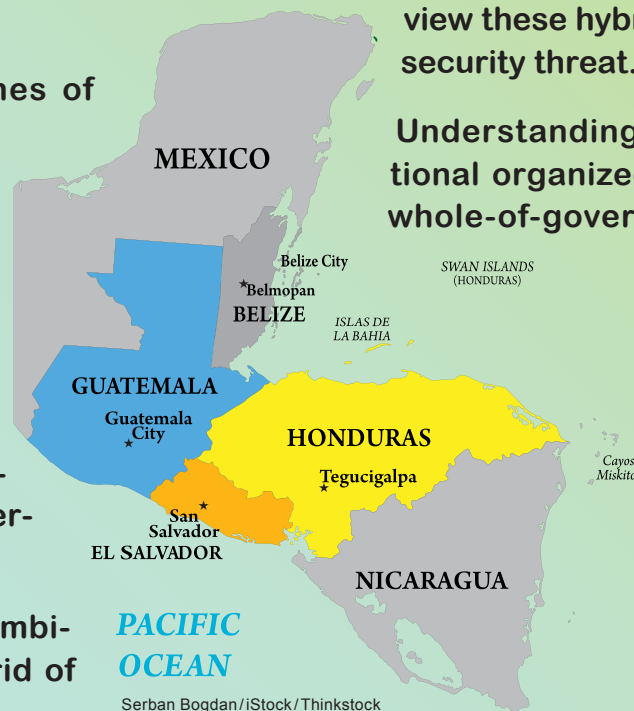 view these hybri
security threat.
nes of
Understanding
tional organize
whole-of-gover
MEXICO
Belize City
Belmopan
BELIZE
SWAN ISLANDS
(HONDURAS)
ISLAS DE
LA BAHIA
GUATEMALA
Guatemala
City
HONDURAS
Tegucigalpa
Cayos
Miskito
-
er-
San
Salvador
EL SALVADOR
NICARAGUA
mbi-
rid of
PACIFIC
OCEAN
Serban Bogdan/iStock/Thinkstock